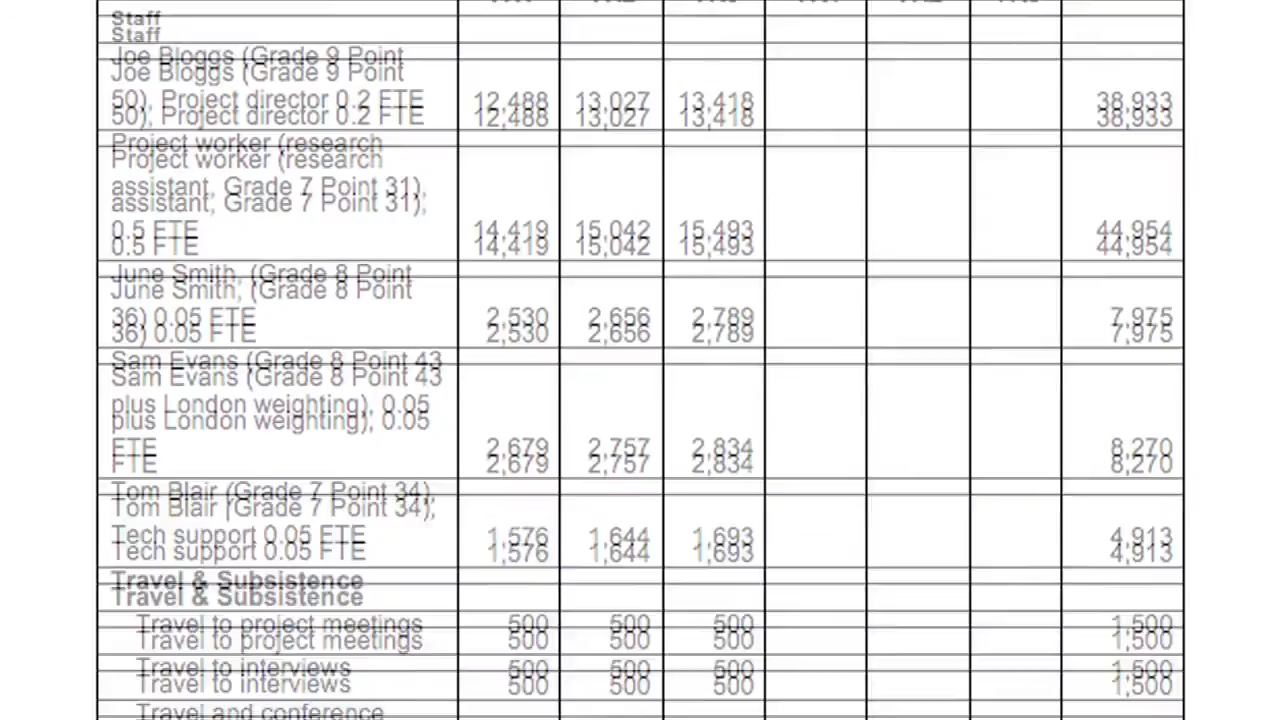 Staff
Joe Bloggs (Grade 9 Point
50), Project director 0.2 FTE 12,488 13,027 13,418 38,933
Project worker (research
assistant, Grade 7 Point 31),
0.5 FTE 14,419 15,042 15,493 44,954
June Smith, (Grade 8 Point
36) 0.05 FTE 2,530 2,656 2,789 7,975
Sam Evans (Grade 8 Point 43
plus London weighting), 0.05
FTE 2,679 2,757 2,834 8,270
Tom Blair (Grade 7 Point 34),
Tech support 0.05 FTE 1,576 1,644 1,693 4,913
Travel & Subsistence
Travel to project meetings 500 500 500 1,500
Travel to interviews 500 500 500 1,500
Travel and conference